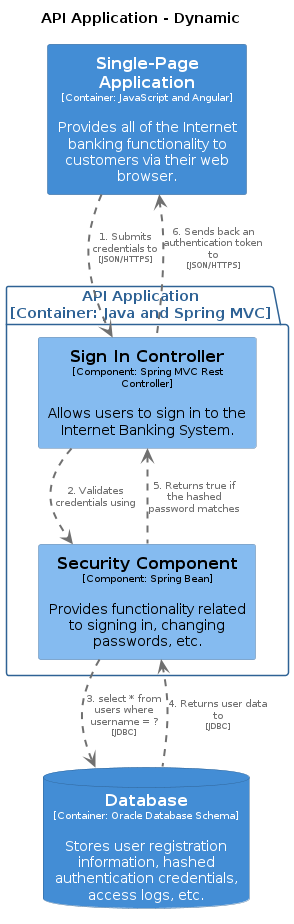 API Application - Dynamic
Single-Page
Application
[Container: JavaScript and Angular]
Provides all of the Internet
banking functionality to
customers via their web
browser.
1. Submits
credentials to
[JSON/HTTPS]
6. Sends back an
authentication token
to
[JSON/HTTPS]
API Application
[Container: Java and Spring MVC]
Sign In Controller
[Component: Spring MVC Rest
Controller]
Allows users to sign in to the
Internet Banking System.
2. Validates
credentials using
5. Returns true if
the hashed
password matches
Security Component
[Component: Spring Bean]
Provides functionality related
to signing in, changing
passwords, etc.
3. select * from
users where
username = ?
[JDBC]
4. Returns user data
to
[JDBC]
Database
[Container: Oracle Database Schema]
Stores user registration
information, hashed
authentication credentials,
access logs, etc.